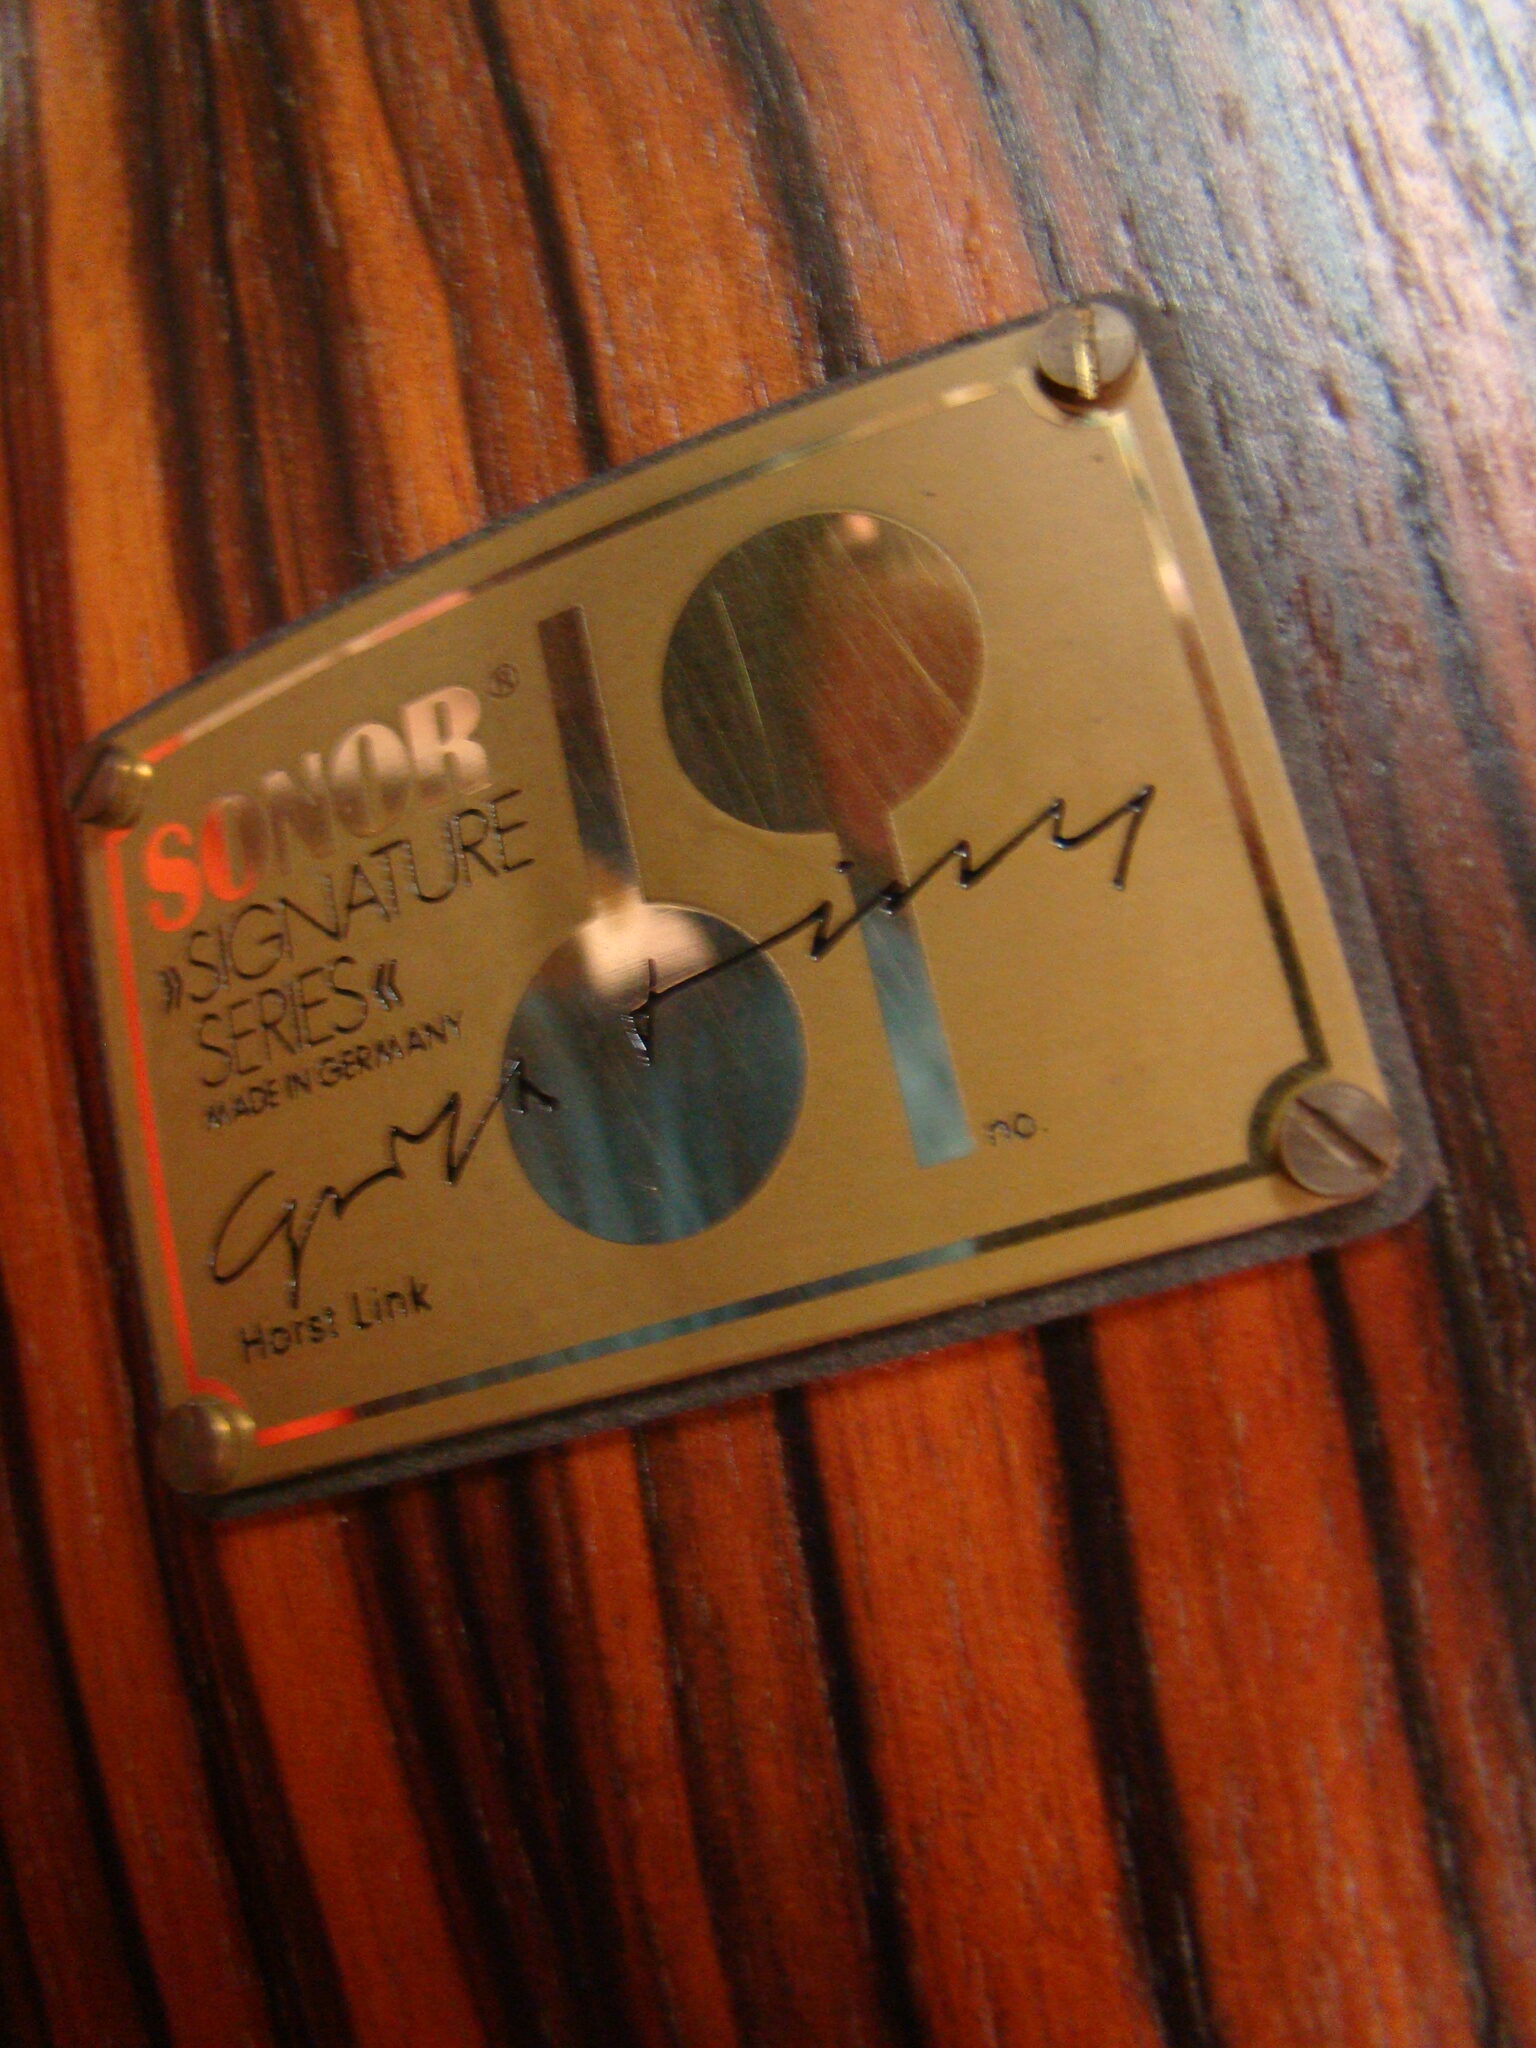 SONOR®
»SIGNATURE
SERIES«
MADE IN GERMANY
Horst Link
no.